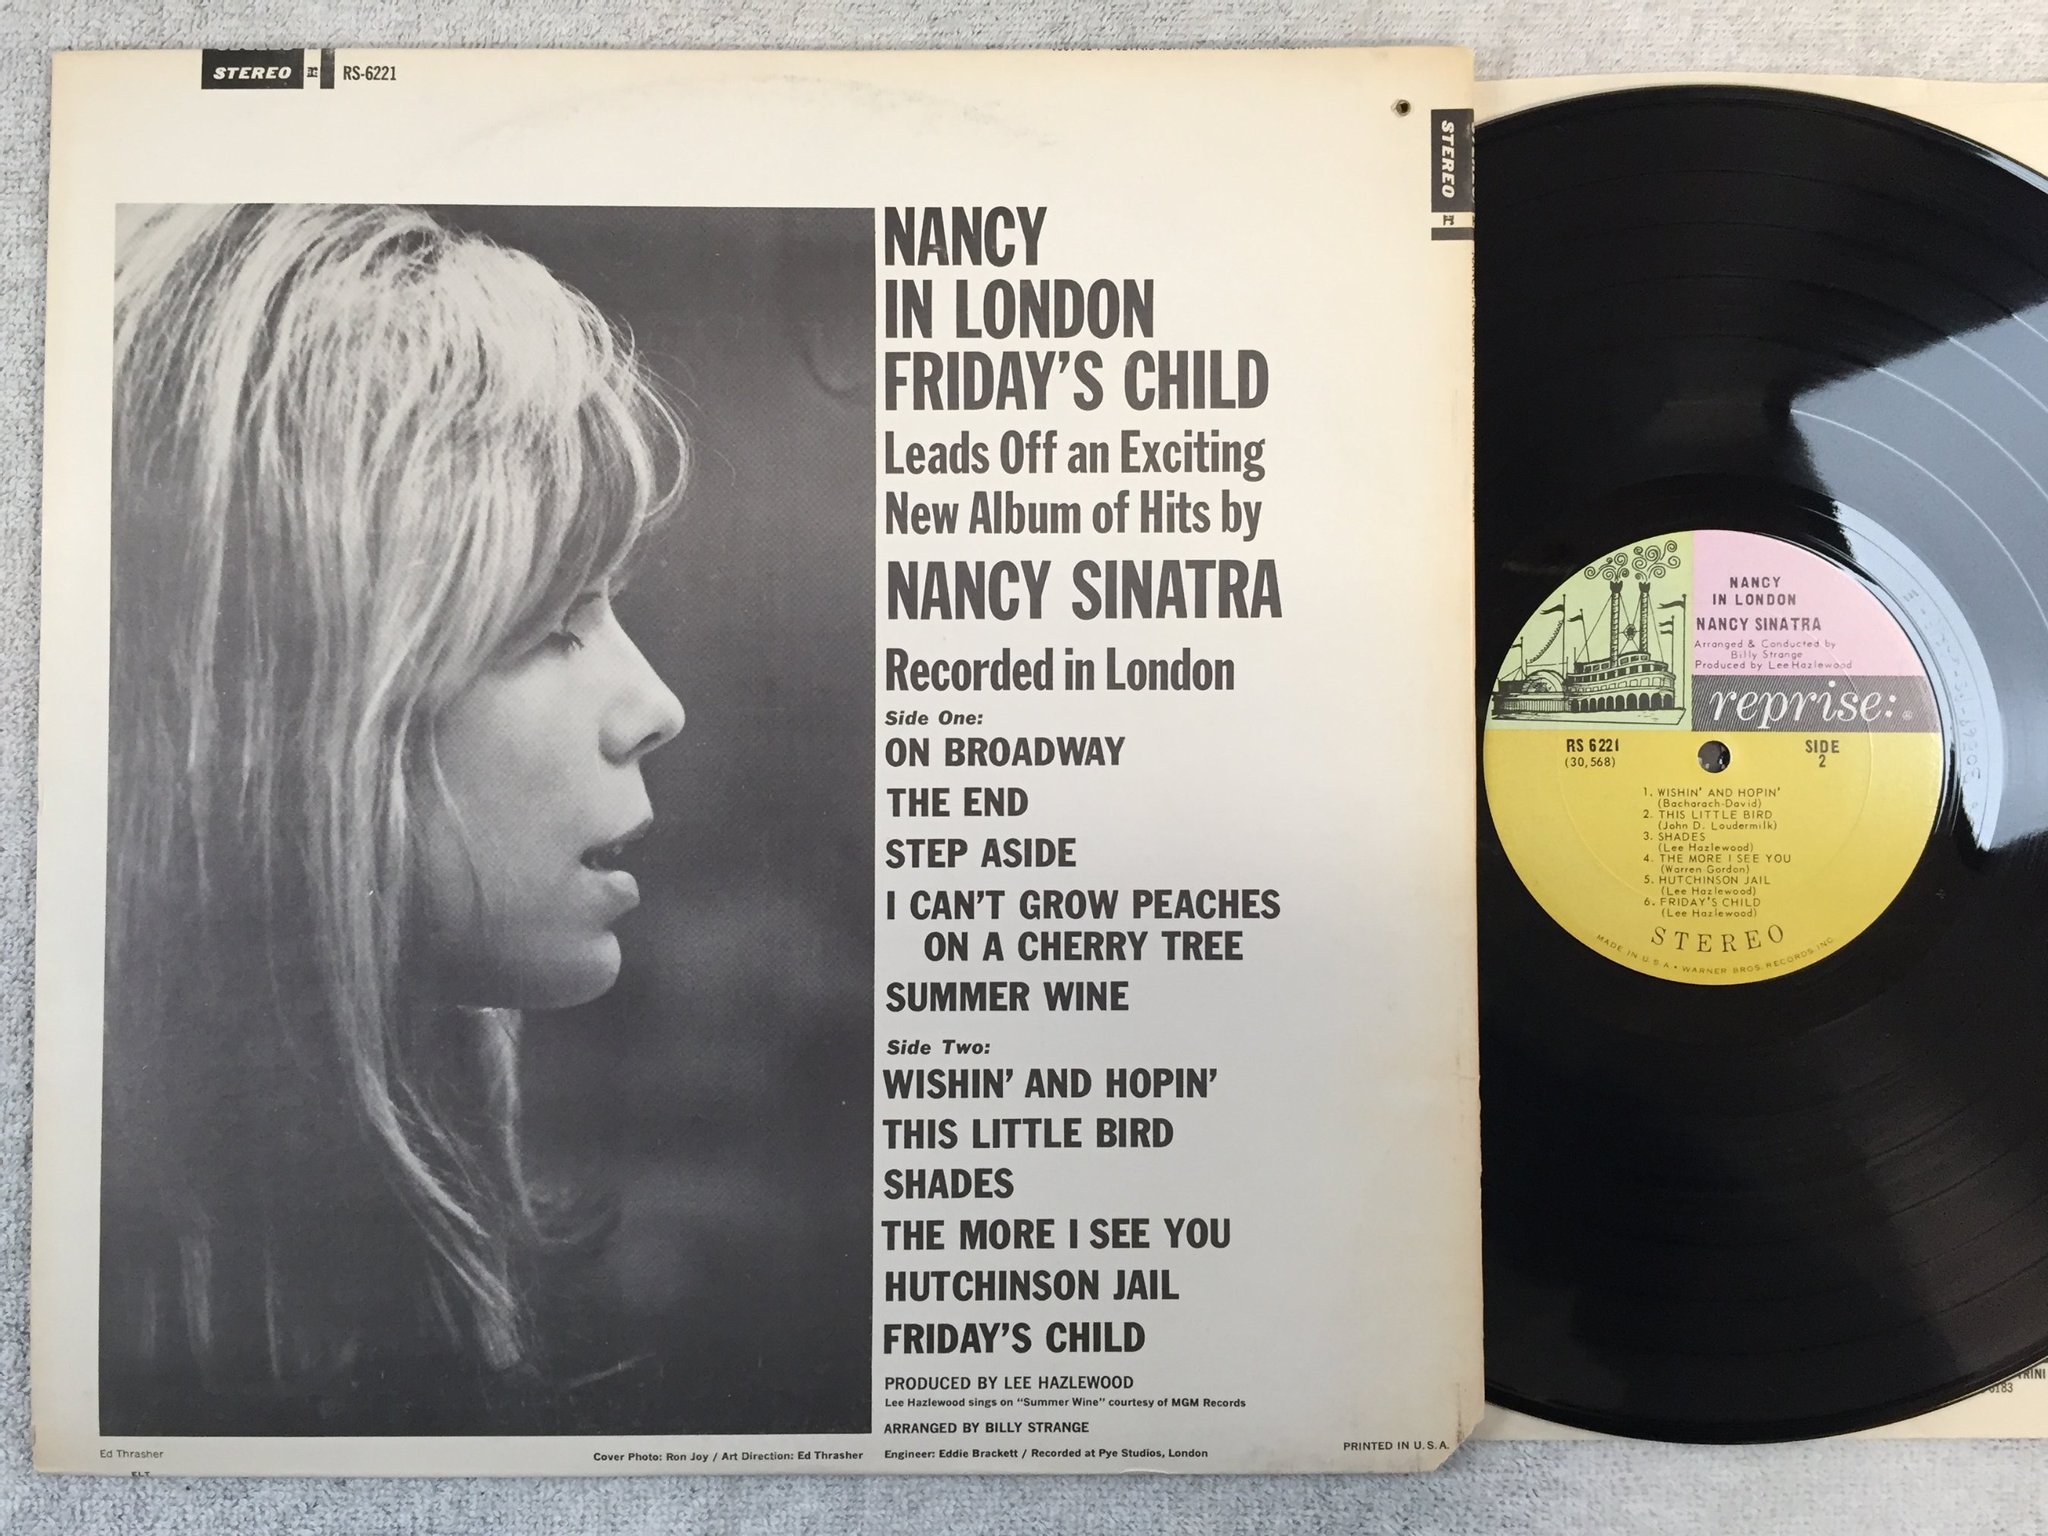 STEREO r: RS-6221
STEREO r:
NANCY
IN LONDON
FRIDAY'S CHILD
Leads Off an Exciting
New Album of Hits by
NANCY SINATRA
Recorded in London
Side One:
ON BROADWAY
THE END
STEP ASIDE
I CAN'T GROW PEACHES
ON A CHERRY TREE
SUMMER WINE
Side Two:
WISHIN' AND HOPIN'
THIS LITTLE BIRD
SHADES
THE MORE I SEE YOU
HUTCHINSON JAIL
FRIDAY'S CHILD
PRODUCED BY LEE HAZLEWOOD
Lee Hazlewood sings on "Summer Wine" courtesy of MGM Records
ARRANGED BY BILLY STRANGE
Ed Thrasher
Cover Photo: Ron Joy / Art Direction: Ed Thrasher
Engineer: Eddie Brackett / Recorded at Pye Studios, London
PRINTED IN U.S.A.
NANCY
IN LONDON
NANCY SINATRA
Arranged & Conducted by
Billy Strange
Produced by Lee Hazlewood
reprise: ®
RS 6221
(30,568)
SIDE
2
1. WISHIN' AND HOPIN'
(Bacharach-David)
2. THIS LITTLE BIRD
(John D. Loudermilk)
3. SHADES
(Lee Hazlewood)
4. THE MORE I SEE YOU
(Warren Gordon)
5. HUTCHINSON JAIL
(Lee Hazlewood)
6. FRIDAY'S CHILD
(Lee Hazlewood)
STEREO
MADE IN U.S.A. • WARNER BROS. RECORDS INC.
TRINI
6183